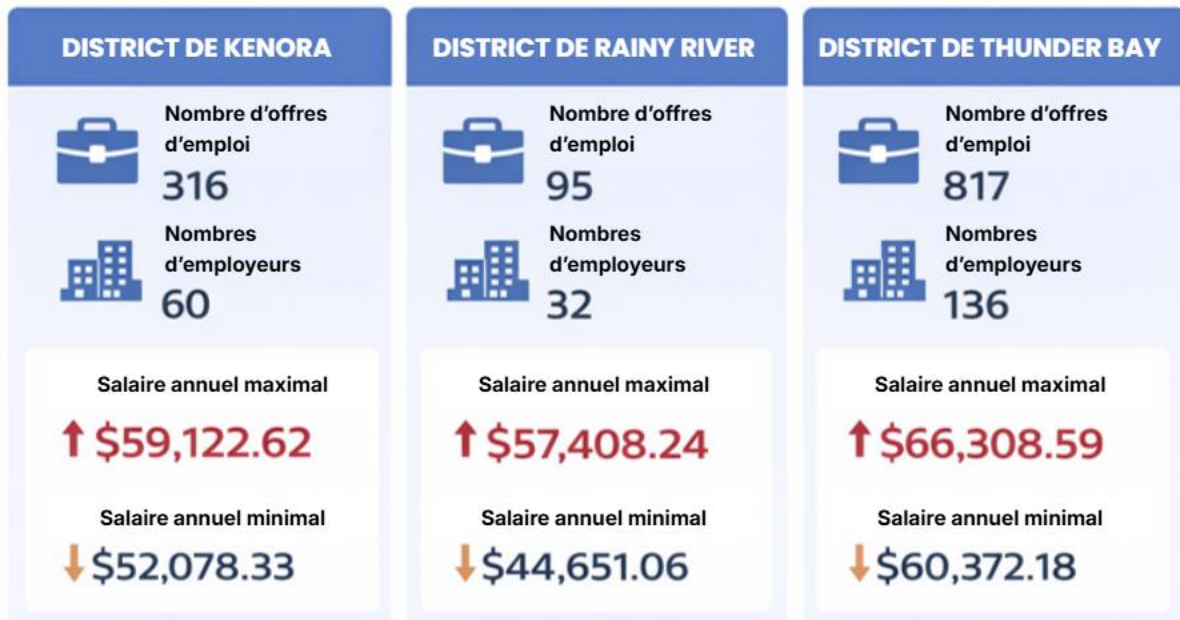 DISTRICT DE KENORA
Nombre d’offres
d’emploi
316
Nombres
d’employeurs
60
Salaire annuel maximal
$59,122.62
Salaire annuel minimal
$52,078.33
DISTRICT DE RAINY RIVER
Nombre d’offres
d’emploi
95
Nombres
d’employeurs
32
Salaire annuel maximal
$57,408.24
Salaire annuel minimal
$44,651.06
DISTRICT DE THUNDER BAY
Nombre d’offres
d’emploi
817
Nombres
d’employeurs
136
Salaire annuel maximal
$66,308.59
Salaire annuel minimal
$60,372.18